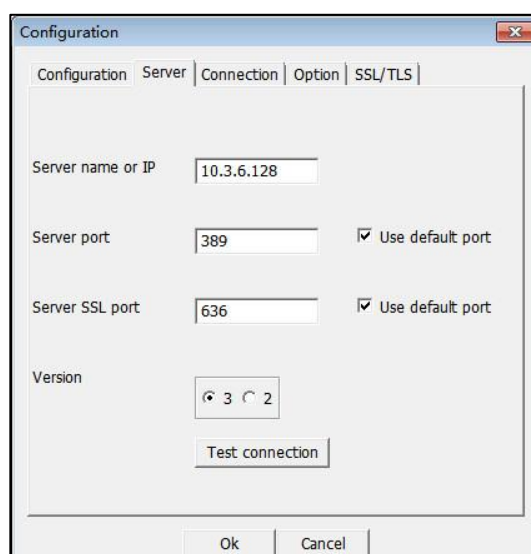 Configuration
Configuration Server Connection Option SSL/TLS
Server name or IP 10.3.6.128
Server port 389 Use default port
Server SSL port 636 Use default port
Version
3 2
Test connection
Ok Cancel